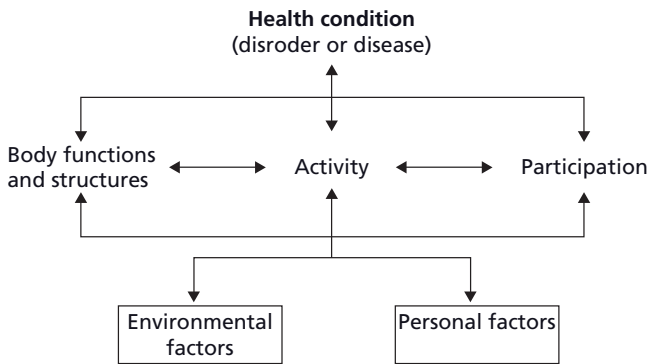 Health condition
(disroder or disease)
Body functions
and structures
Activity
Participation
Environmental
factors
Personal factors